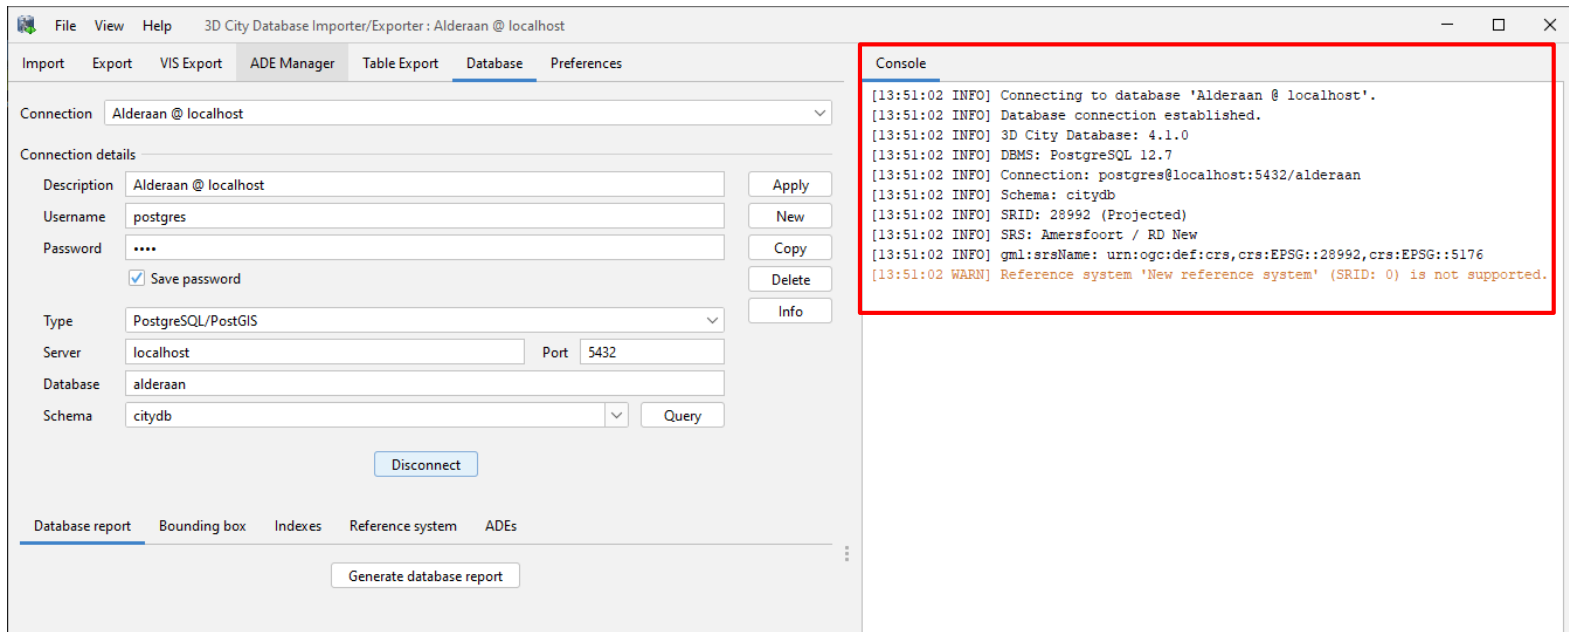 File View Help 3D City Database Importer/Exporter : Alderaan @ localhost
Import Export VIS Export ADE Manager Table Export Database Preferences
Connection Alderaan @ localhost
Connection details
Description Alderaan @ localhost Apply
Username postgres New
Password •••• Copy
Save password Delete
Info
Type PostgreSQL/PostGIS
Server localhost Port 5432
Database alderaan
Schema citydb Query
Disconnect
Database report Bounding box Indexes Reference system ADEs
Generate database report
Console
[13:51:02 INFO] Connecting to database 'Alderaan @ localhost'.
[13:51:02 INFO] Database connection established.
[13:51:02 INFO] 3D City Database: 4.1.0
[13:51:02 INFO] DBMS: PostgreSQL 12.7
[13:51:02 INFO] Connection: postgres@localhost:5432/alderaan
[13:51:02 INFO] Schema: citydb
[13:51:02 INFO] SRID: 28992 (Projected)
[13:51:02 INFO] SRS: Amersfoort / RD New
[13:51:02 INFO] gml:srsName: urn:ogc:def:crs,crs:EPSG::28992,crs:EPSG::5176
[13:51:02 WARN] Reference system 'New reference system' (SRID: 0) is not supported.